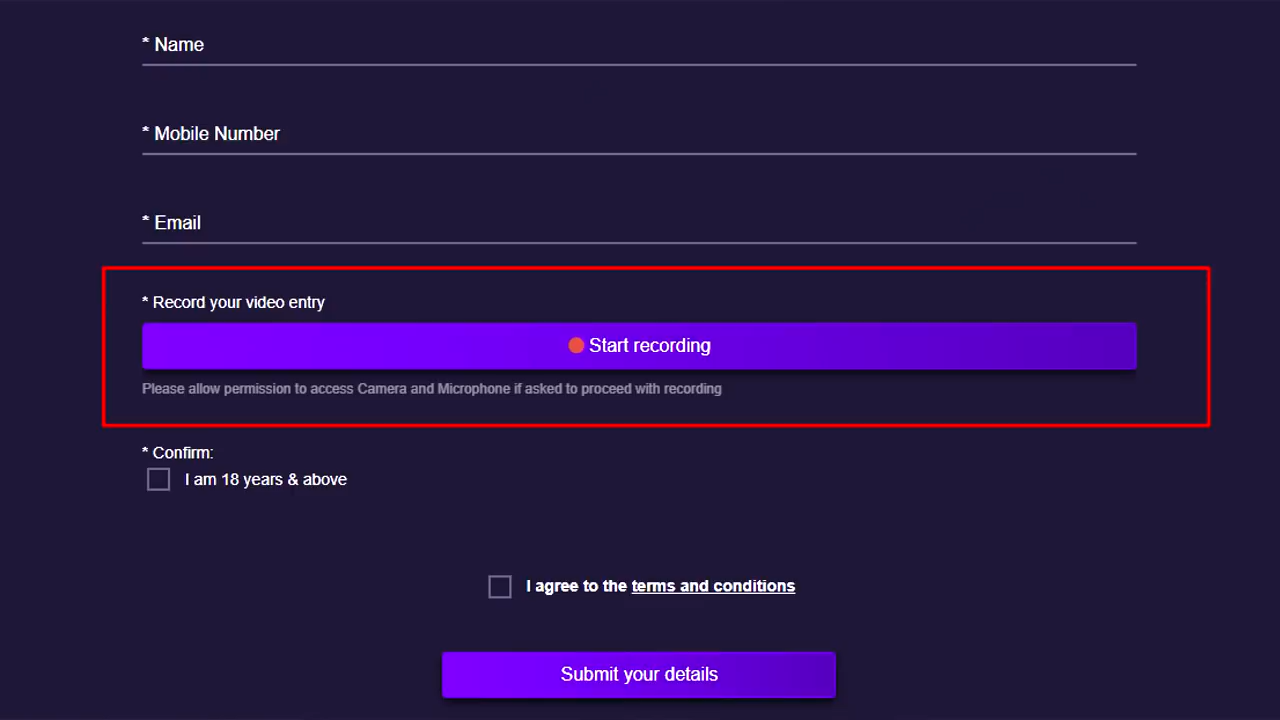 * Name
* Mobile Number
* Email
* Record your video entry
Start recording
Please allow permission to access Camera and Microphone if asked to proceed with recording
* Confirm:
I am 18 years & above
I agree to the terms and conditions
Submit your details